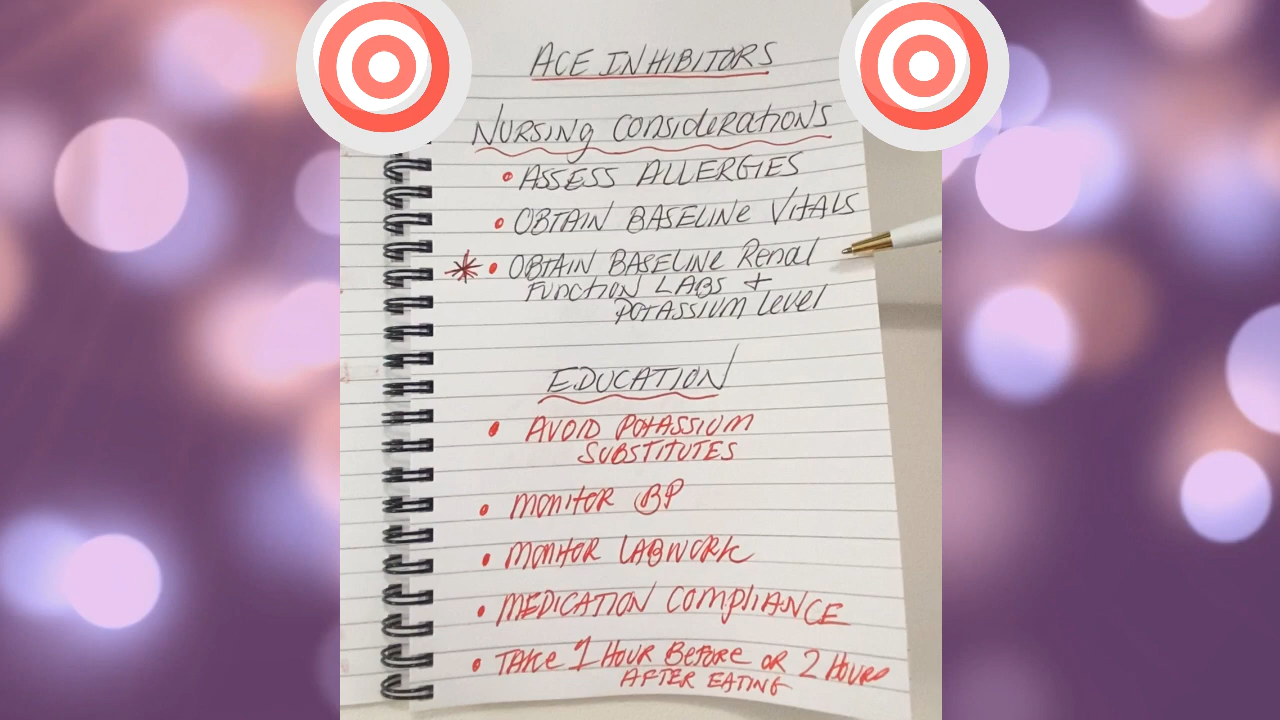 ACE INHIBITORS
NURSING CONSIDERATIONS
• ASSESS ALLERGIES
• OBTAIN BASELINE VITALS
* • OBTAIN BASELINE Renal
FUNCTION LABS +
POTASSIUM level
EDUCATION
• AVOID POTASSIUM
SUBSTITUTES
• MONITOR BP
• MONITOR LABWORK
• MEDICATION COMPLIANCE
• TAKE 1 HOUR BEFORE OR 2 HOURS
AFTER EATING